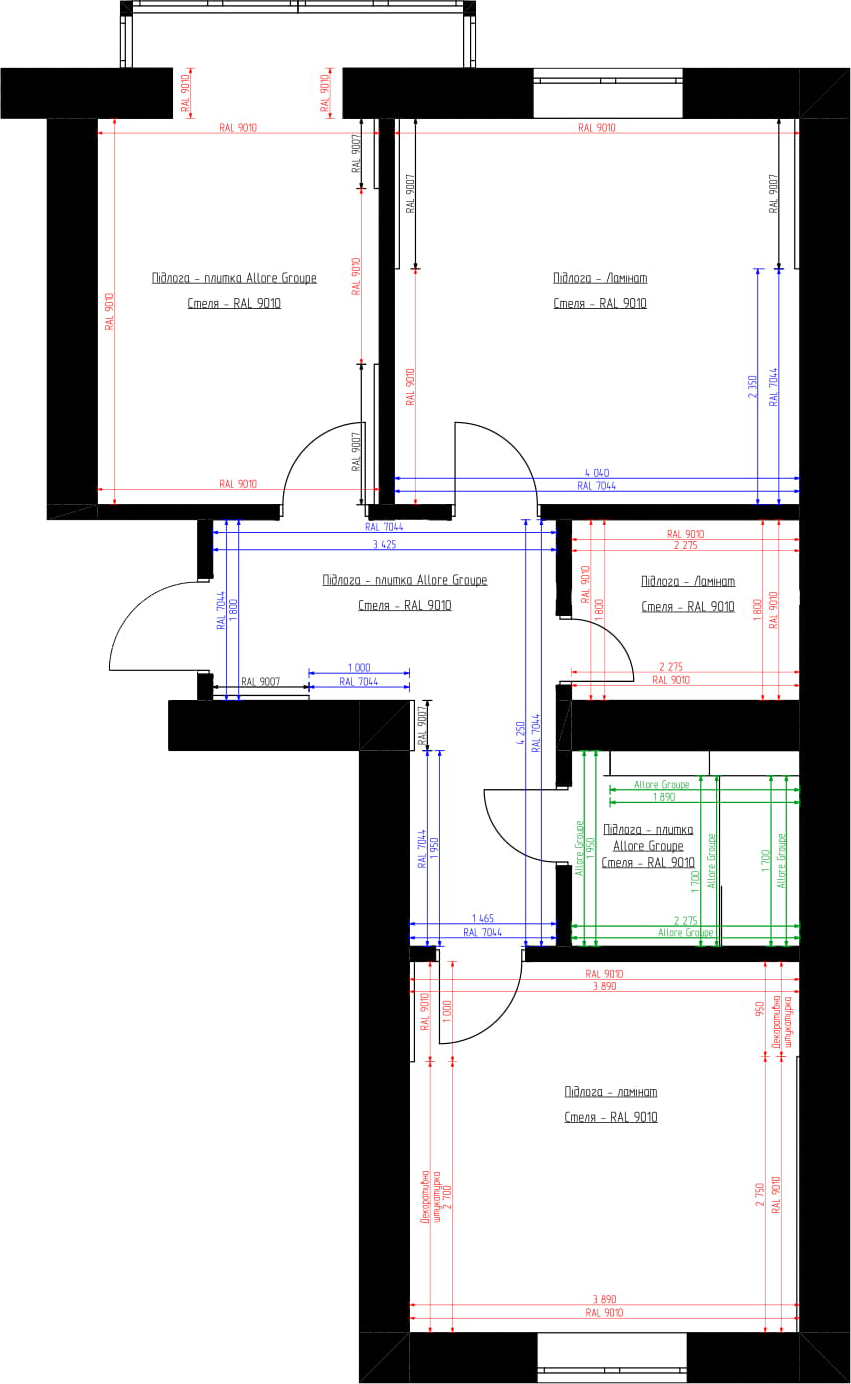 RAL 9010
RAL 9010
RAL 9010
RAL 9010
RAL 9007
RAL 9007
RAL 9007
Підлога – плитка Allore Groupe
Стеля – RAL 9010
Підлога – Ламінат
Стеля – RAL 9010
RAL 9010
RAL 9010
RAL 9010
2 350
RAL 7044
RAL 9007
RAL 9010
4 040
RAL 7044
RAL 7044
3 425
RAL 9010
2 275
Підлога – плитка Allore Groupe
Стеля – RAL 9010
Підлога – Ламінат
Стеля – RAL 9010
RAL 7044
1 800
RAL 9010
1 800
1 800
RAL 9010
1 000
RAL 7044
RAL 9007
2 275
RAL 9010
RAL 9007
4 250
RAL 7044
Allore Groupe
1 890
Підлога – плитка
Allore Groupe
Стеля – RAL 9010
RAL 7044
1 950
Allore Groupe
1 950
1 700
Allore Groupe
1 700
Allore Groupe
1 465
RAL 7044
2 275
Allore Groupe
RAL 9010
3 890
RAL 9010
1 000
950
Декоративна
штукатурка
Підлога – ламінат
Стеля – RAL 9010
Декоративна
штукатурка
2 700
2 750
RAL 9010
3 890
RAL 9010